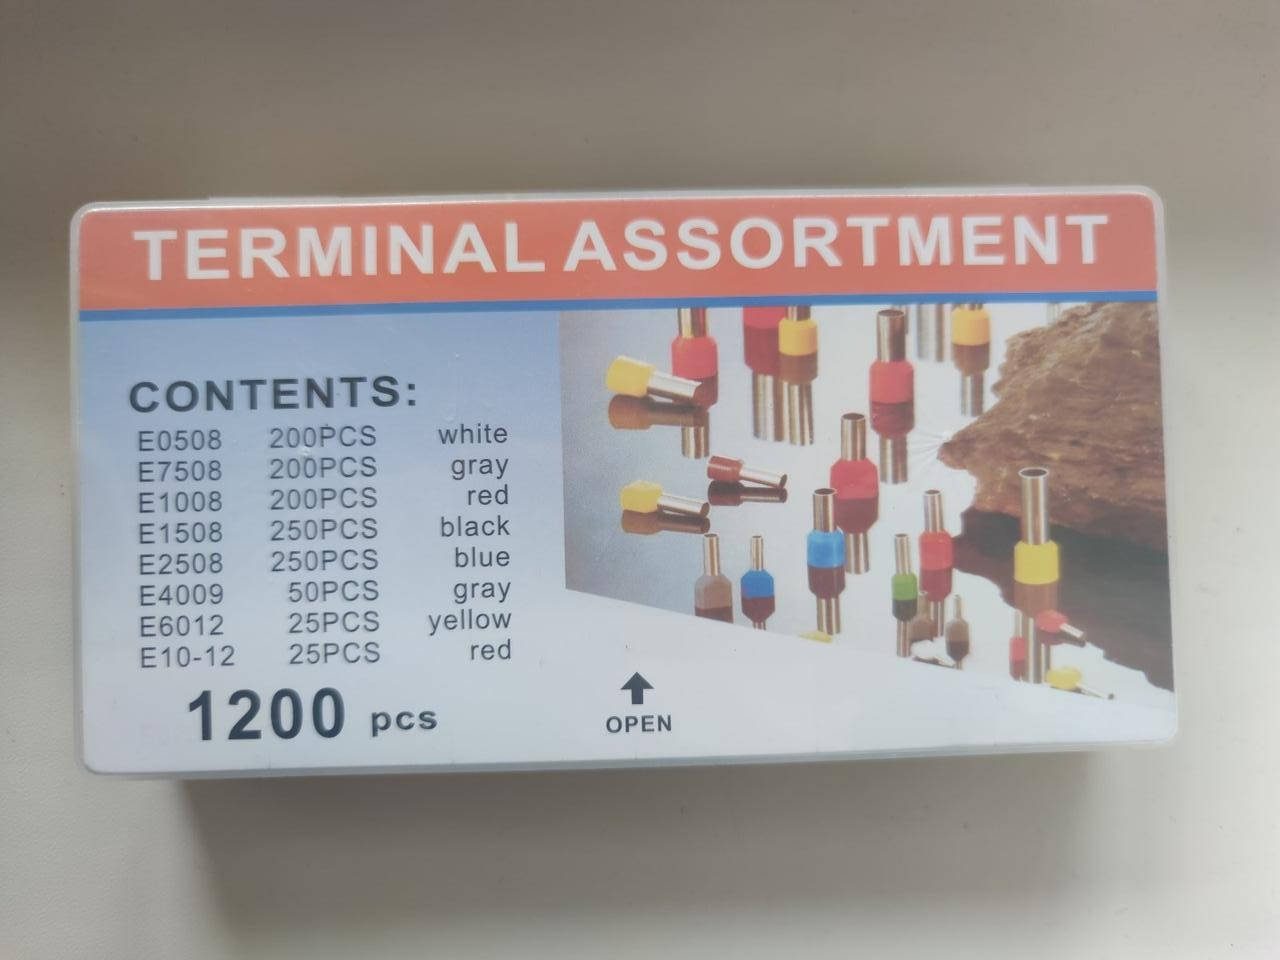 TERMINAL ASSORTMENT
CONTENTS:
E0508 200PCS white
E7508 200PCS gray
E1008 200PCS red
E1508 250PCS black
E2508 250PCS blue
E4009 50PCS gray
E6012 25PCS yellow
E10-12 25PCS red
1200 pcs
OPEN